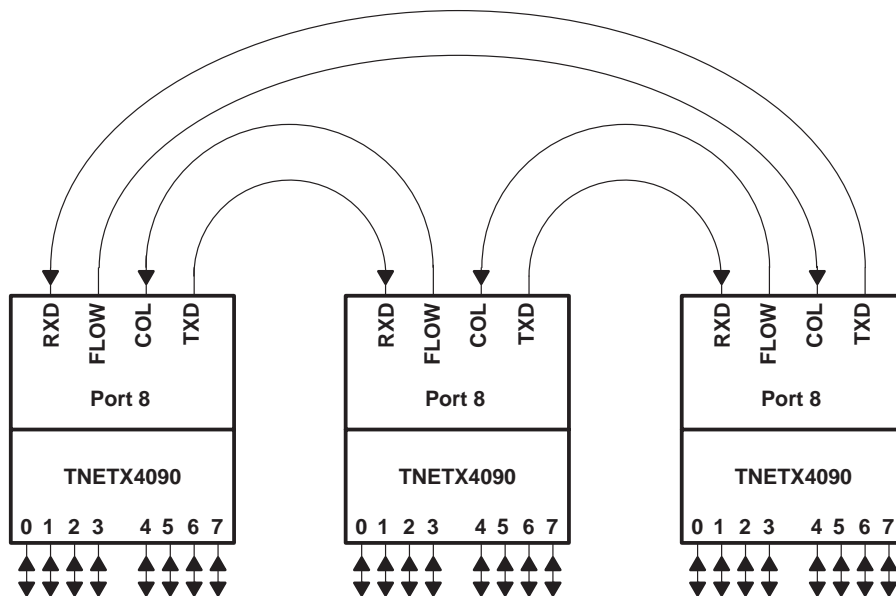 RXD FLOW COL TXD RXD FLOW COL TXD RXD FLOW COL TXD
Port 8 Port 8 Port 8
TNETX4090 TNETX4090 TNETX4090
0 1 2 3 4 5 6 7 0 1 2 3 4 5 6 7 0 1 2 3 4 5 6 7